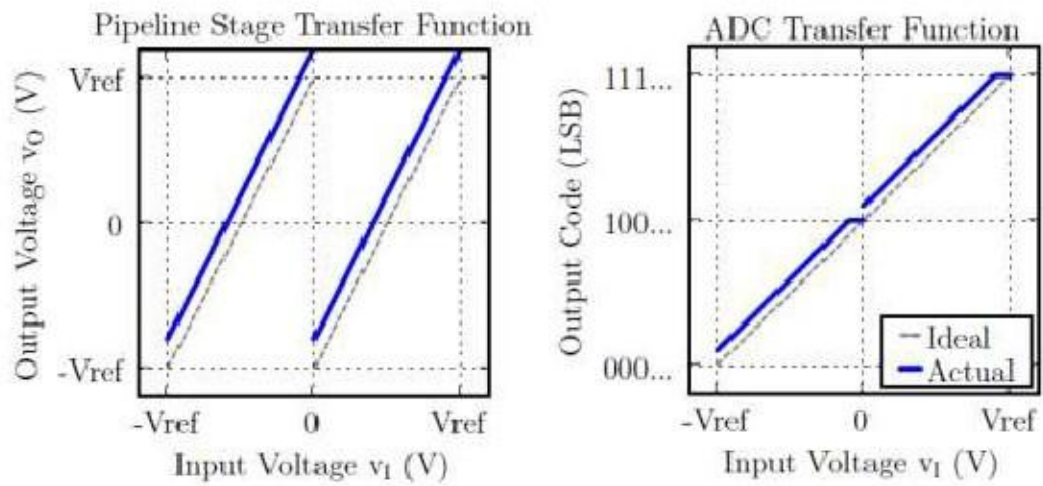 Pipeline Stage Transfer Function
Output Voltage vO (V)
Vref
0
-Vref
-Vref 0 Vref
Input Voltage vI (V)
ADC Transfer Function
Output Code (LSB)
111...
100...
000...
Ideal
Actual
-Vref 0 Vref
Input Voltage vI (V)